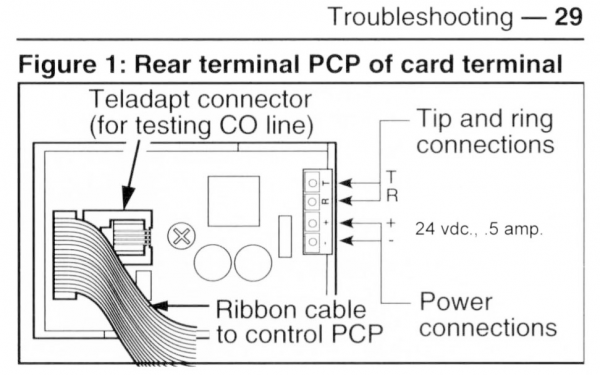 Troubleshooting — 29
Figure 1: Rear terminal PCP of card terminal
Teladapt connector
(for testing CO line)
Tip and ring
connections
T
R
+
-
T
R
+
-
24 vdc., .5 amp.
Ribbon cable
to control PCP
Power
connections